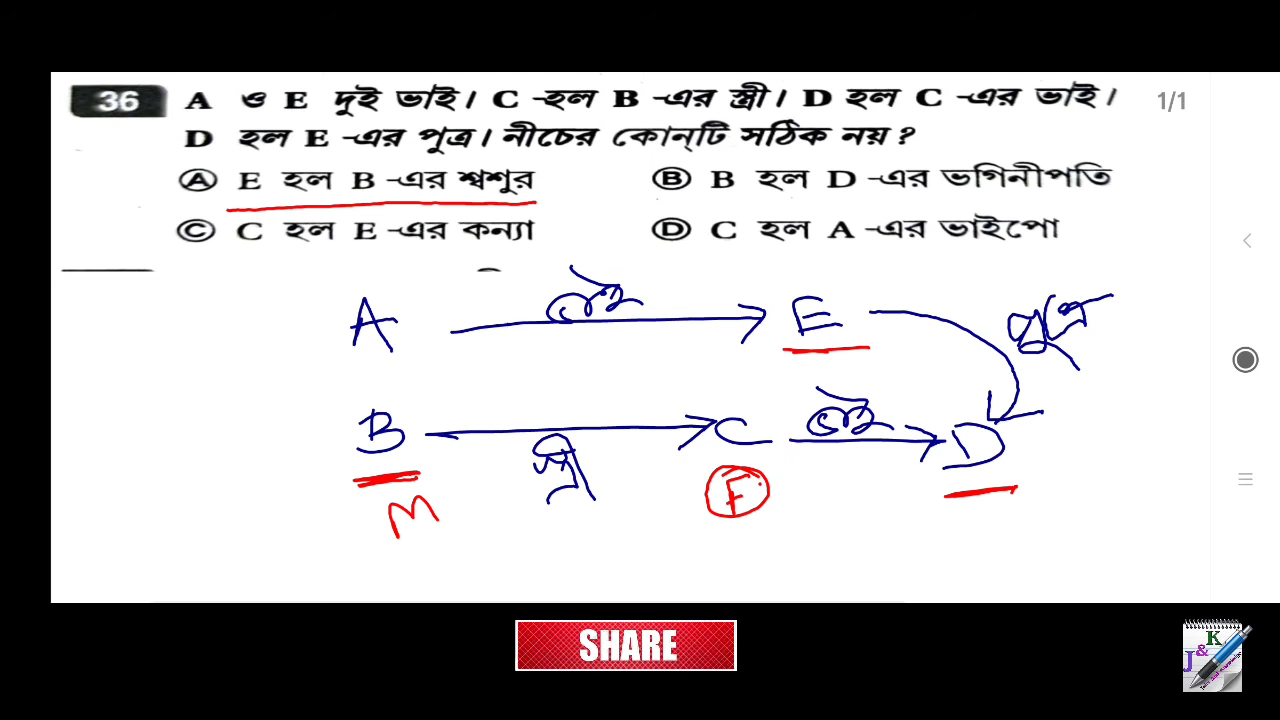 36 A ও E দুই ভাই। C -হল B -এর স্ত্রী। D হল C -এর ভাই। 1/1
D হল E -এর পুত্র। নীচের কোন্‌টি সঠিক নয়?
Ⓐ E হল B -এর শ্বশুর Ⓑ B হল D -এর ভগিনীপতি
Ⓒ C হল E -এর কন্যা Ⓓ C হল A -এর ভাইপো
ভাই
A E পুত্র
ভাই
B C D
স্ত্রী F
M
SHARE
J&K